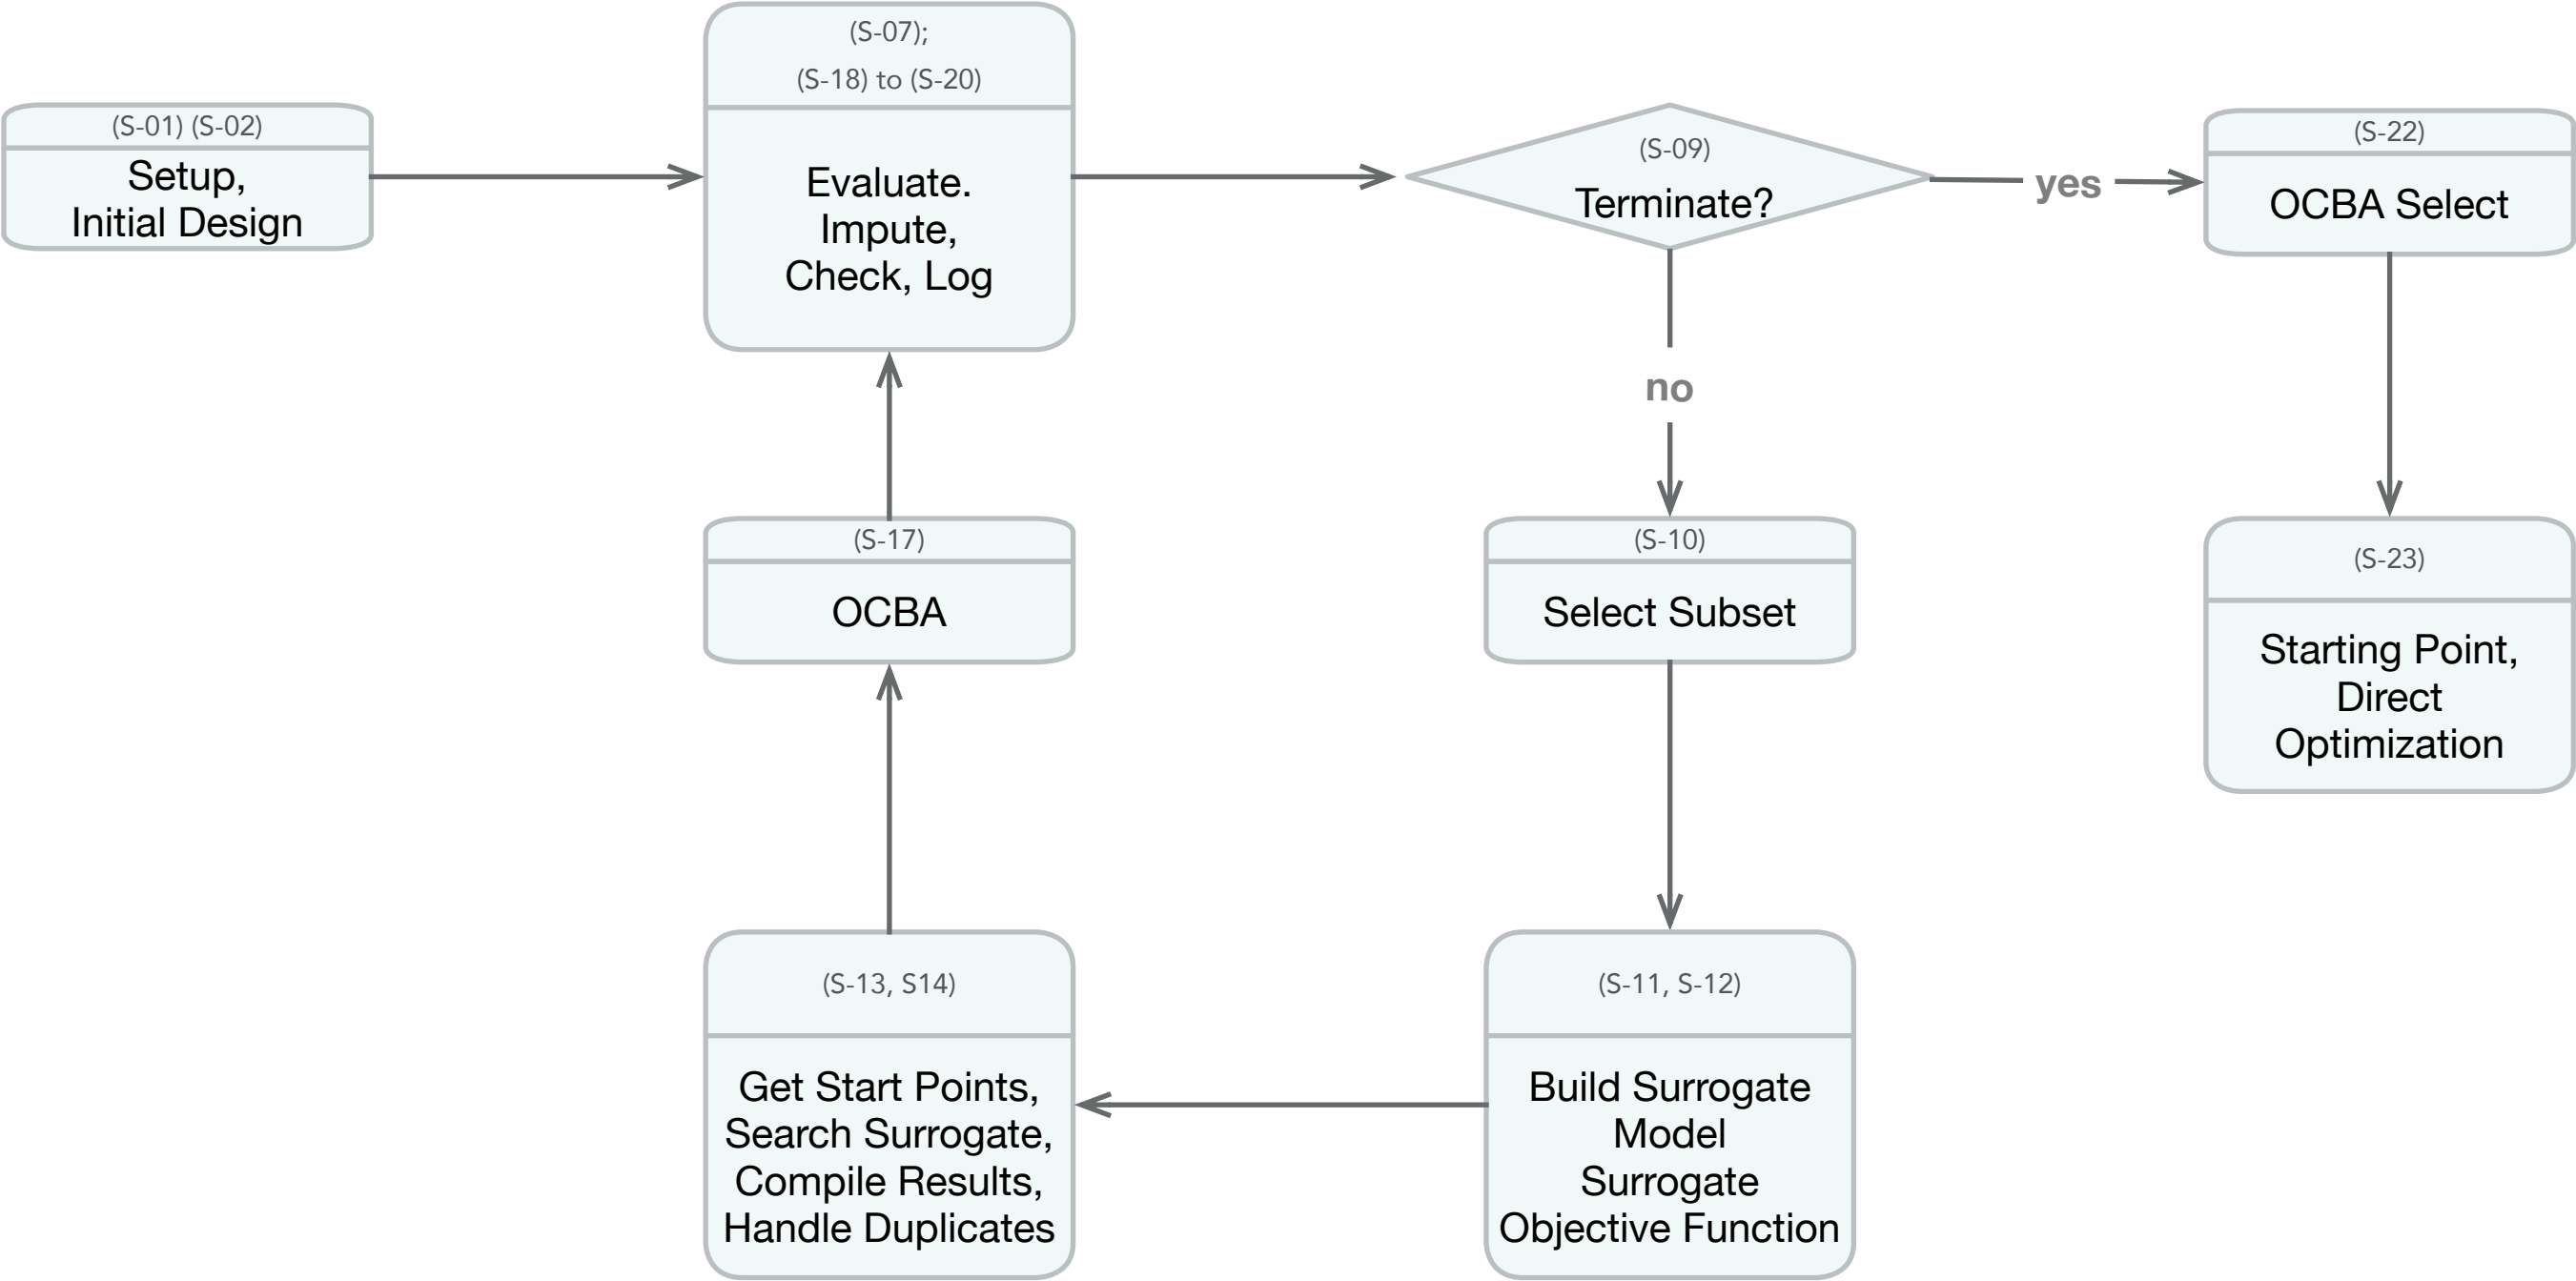 (S-01) (S-02)
Setup,
Initial Design
(S-07);
(S-18) to (S-20)
Evaluate.
Impute,
Check, Log
(S-09)
Terminate?
yes
(S-22)
OCBA Select
no
(S-17)
OCBA
(S-10)
Select Subset
(S-23)
Starting Point,
Direct
Optimization
(S-13, S14)
Get Start Points,
Search Surrogate,
Compile Results,
Handle Duplicates
(S-11, S-12)
Build Surrogate
Model
Surrogate
Objective Function